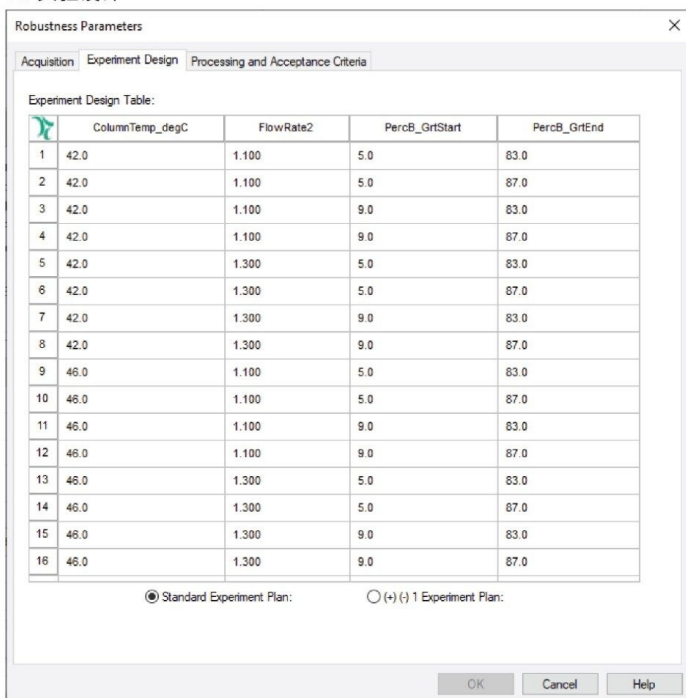 Robustness Parameters
Acquisition Experiment Design Processing and Acceptance Criteria
Experiment Design Table:
ColumnTemp_degC FlowRate2 PercB_GrtStart PercB_GrtEnd
1 42.0 1.100 5.0 83.0
2 42.0 1.100 5.0 87.0
3 42.0 1.100 9.0 83.0
4 42.0 1.100 9.0 87.0
5 42.0 1.300 5.0 83.0
6 42.0 1.300 5.0 87.0
7 42.0 1.300 9.0 83.0
8 42.0 1.300 9.0 87.0
9 46.0 1.100 5.0 83.0
10 46.0 1.100 5.0 87.0
11 46.0 1.100 9.0 83.0
12 46.0 1.100 9.0 87.0
13 46.0 1.300 5.0 83.0
14 46.0 1.300 5.0 87.0
15 46.0 1.300 9.0 83.0
16 46.0 1.300 9.0 87.0
Standard Experiment Plan: (+) (-) 1 Experiment Plan:
OK Cancel Help